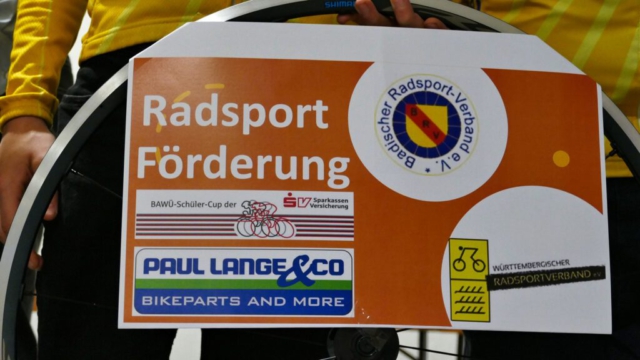 SHIMANO
Radsport
Förderung
Badischer Radsport-Verband e.V.
BRV
BAWÜ-Schüler-Cup der
SV Sparkassen
Versicherung
PAUL LANGE & CO
BIKEPARTS AND MORE
WÜRTTEMBERGISCHER
RADSPORTVERBAND e.V.